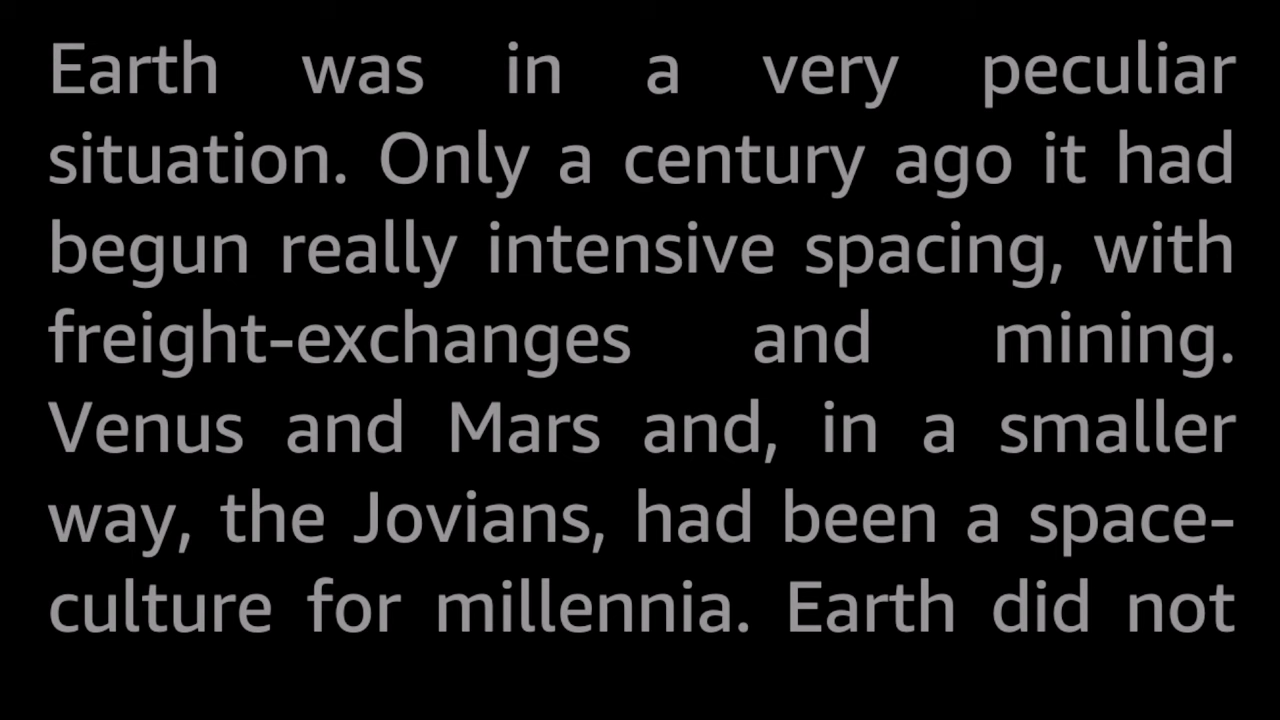 Earth was in a very peculiar
situation. Only a century ago it had
begun really intensive spacing, with
freight-exchanges and mining.
Venus and Mars and, in a smaller
way, the Jovians, had been a space-
culture for millennia. Earth did not